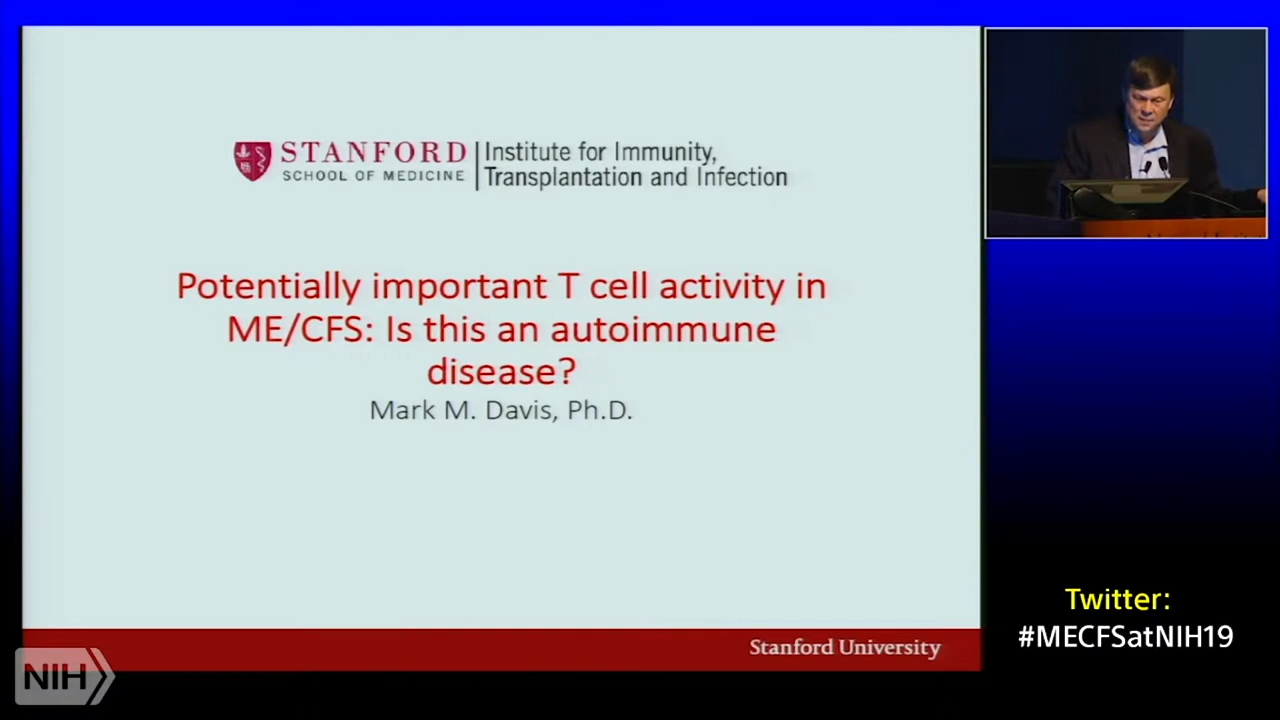 STANFORD
SCHOOL OF MEDICINE
Institute for Immunity,
Transplantation and Infection
Potentially important T cell activity in
ME/CFS: Is this an autoimmune
disease?
Mark M. Davis, Ph.D.
Stanford University
Twitter:
#MECFSatNIH19
NIH